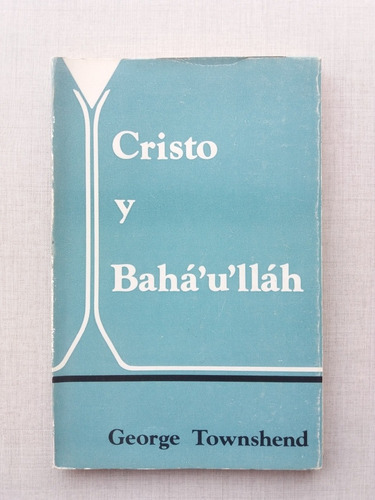 Cristo
y
Bahá'u'lláh
George Townshend